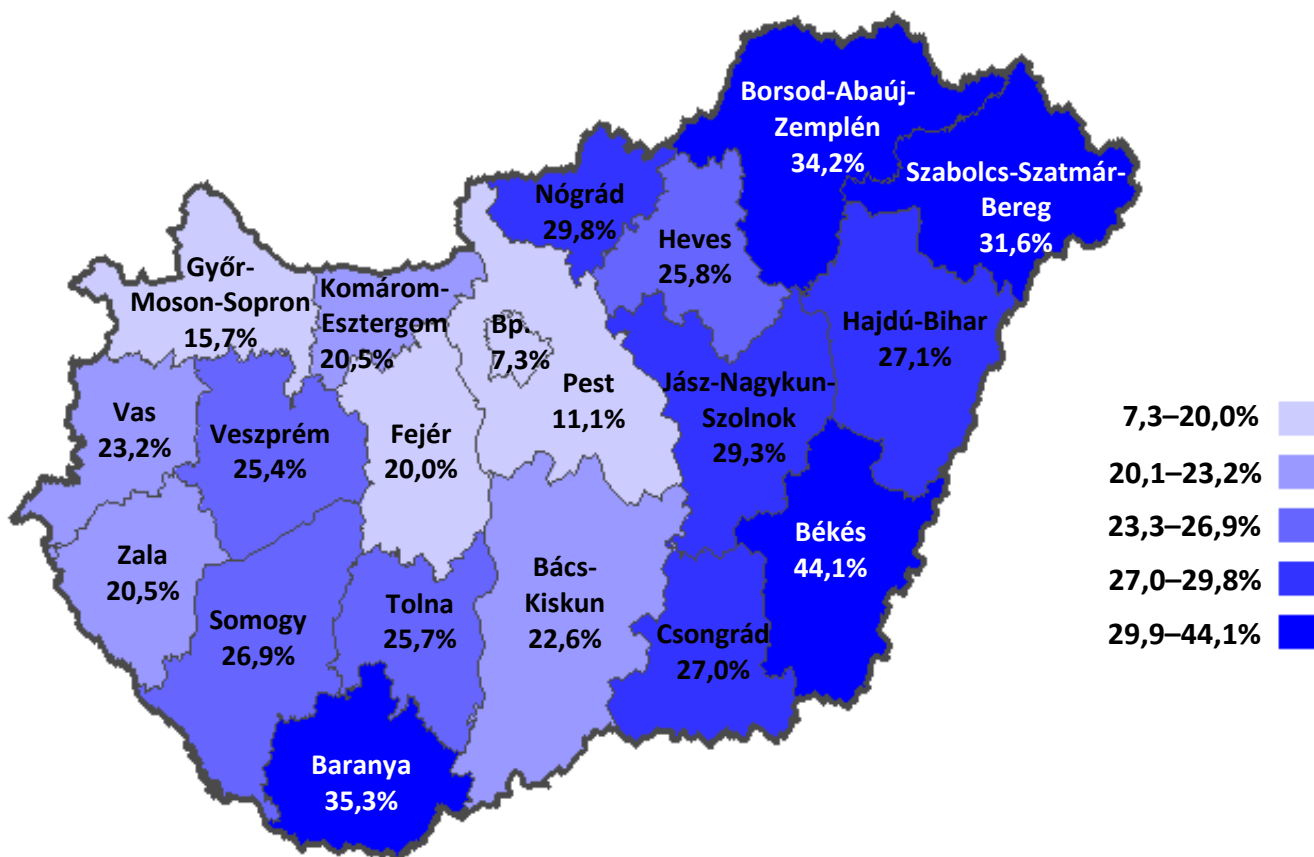 Borsod-Abaúj-
Zemplén
34,2%
Szabolcs-Szatmár-
Bereg
31,6%
Nógrád
29,8%
Heves
25,8%
Győr-
Moson-Sopron
15,7%
Komárom-
Esztergom
20,5%
Bp.
7,3%
Pest
11,1%
Hajdú-Bihar
27,1%
Jász-Nagykun-
Szolnok
29,3%
Vas
23,2%
Veszprém
25,4%
Fejér
20,0%
Zala
20,5%
Somogy
26,9%
Tolna
25,7%
Bács-
Kiskun
22,6%
Csongrád
27,0%
Békés
44,1%
Baranya
35,3%
7,3–20,0%
20,1–23,2%
23,3–26,9%
27,0–29,8%
29,9–44,1%